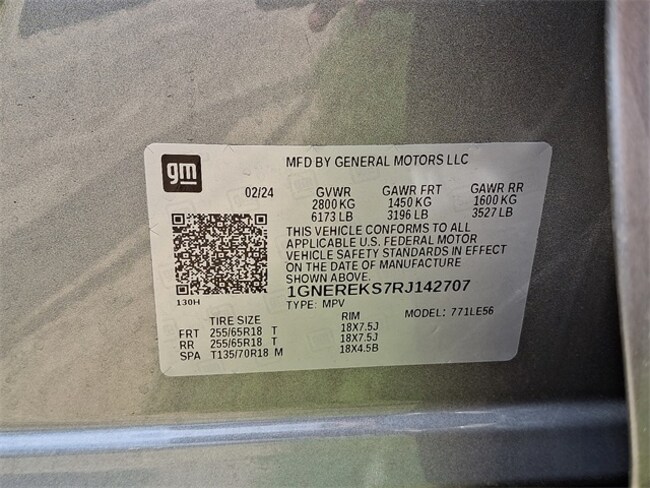 gm
MFD BY GENERAL MOTORS LLC
02/24 GVWR GAWR FRT GAWR RR
2800 KG 1450 KG 1600 KG
6173 LB 3196 LB 3527 LB
THIS VEHICLE CONFORMS TO ALL
APPLICABLE U.S. FEDERAL MOTOR
VEHICLE SAFETY STANDARDS IN EFFECT
ON THE DATE OF MANUFACTURE
SHOWN ABOVE.
1GNEREKS7RJ142707
130H
TYPE: MPV MODEL: 771LE56
TIRE SIZE RIM
FRT 255/65R18 T 18X7.5J
RR 255/65R18 T 18X7.5J
SPA T135/70R18 M 18X4.5B